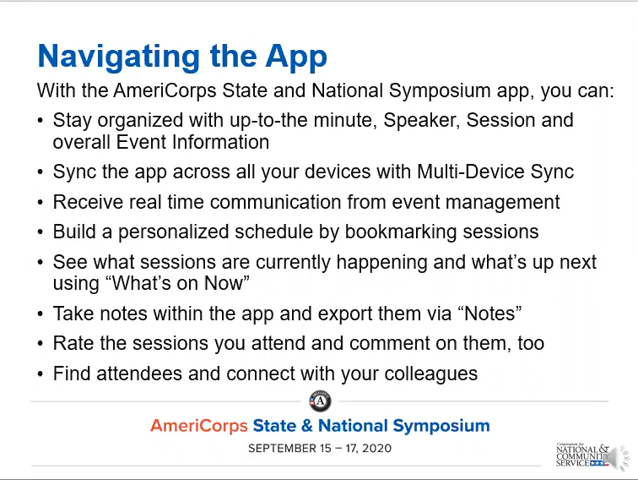 Navigating the App
With the AmeriCorps State and National Symposium app, you can:
• Stay organized with up-to-the minute, Speaker, Session and
overall Event Information
• Sync the app across all your devices with Multi-Device Sync
• Receive real time communication from event management
• Build a personalized schedule by bookmarking sessions
• See what sessions are currently happening and what's up next
using “What's on Now”
• Take notes within the app and export them via “Notes”
• Rate the sessions you attend and comment on them, too
• Find attendees and connect with your colleagues
A
AmeriCorps State & National Symposium
SEPTEMBER 15 – 17, 2020
Corporation for
NATIONAL &
COMMUNITY
SERVICE